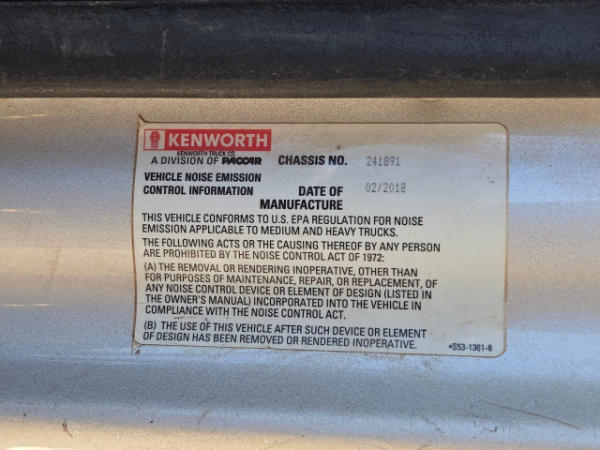 KENWORTH
KENWORTH TRUCK CO.
A DIVISION OF PACCAR CHASSIS NO. 241891
VEHICLE NOISE EMISSION
CONTROL INFORMATION DATE OF 02/2018
MANUFACTURE
THIS VEHICLE CONFORMS TO U.S. EPA REGULATION FOR NOISE
EMISSION APPLICABLE TO MEDIUM AND HEAVY TRUCKS.
THE FOLLOWING ACTS OR THE CAUSING THEREOF BY ANY PERSON
ARE PROHIBITED BY THE NOISE CONTROL ACT OF 1972:
(A) THE REMOVAL OR RENDERING INOPERATIVE, OTHER THAN
FOR PURPOSES OF MAINTENANCE, REPAIR, OR REPLACEMENT, OF
ANY NOISE CONTROL DEVICE OR ELEMENT OF DESIGN (LISTED IN
THE OWNER'S MANUAL) INCORPORATED INTO THE VEHICLE IN
COMPLIANCE WITH THE NOISE CONTROL ACT.
(B) THE USE OF THIS VEHICLE AFTER SUCH DEVICE OR ELEMENT
OF DESIGN HAS BEEN REMOVED OR RENDERED INOPERATIVE.
*S53-1361-8